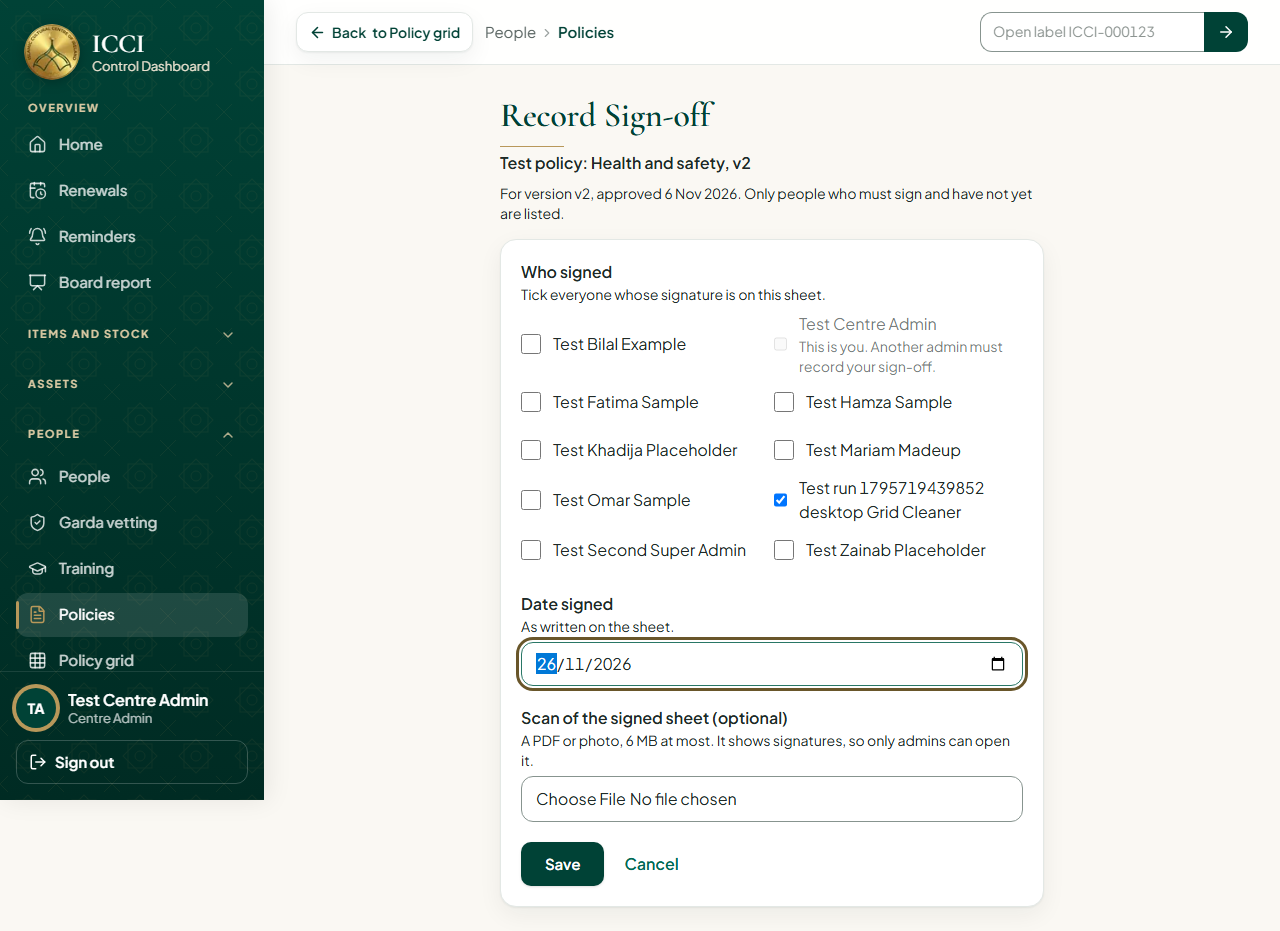 ICCI
Control Dashboard
OVERVIEW
Home
Renewals
Reminders
Board report
ITEMS AND STOCK
ASSETS
PEOPLE
People
Garda vetting
Training
Policies
Policy grid
TA
Test Centre Admin
Centre Admin
Sign out
Back to Policy grid
People › Policies
Open label ICCI-000123
Record Sign-off
Test policy: Health and safety, v2
For version v2, approved 6 Nov 2026. Only people who must sign and have not yet
are listed.
Who signed
Tick everyone whose signature is on this sheet.
Test Bilal Example
Test Centre Admin
This is you. Another admin must
record your sign-off.
Test Fatima Sample
Test Hamza Sample
Test Khadija Placeholder
Test Mariam Madeup
Test Omar Sample
Test run 1795719439852
desktop Grid Cleaner
Test Second Super Admin
Test Zainab Placeholder
Date signed
As written on the sheet.
26/11/2026
Scan of the signed sheet (optional)
A PDF or photo, 6 MB at most. It shows signatures, so only admins can open
it.
Choose File No file chosen
Save
Cancel